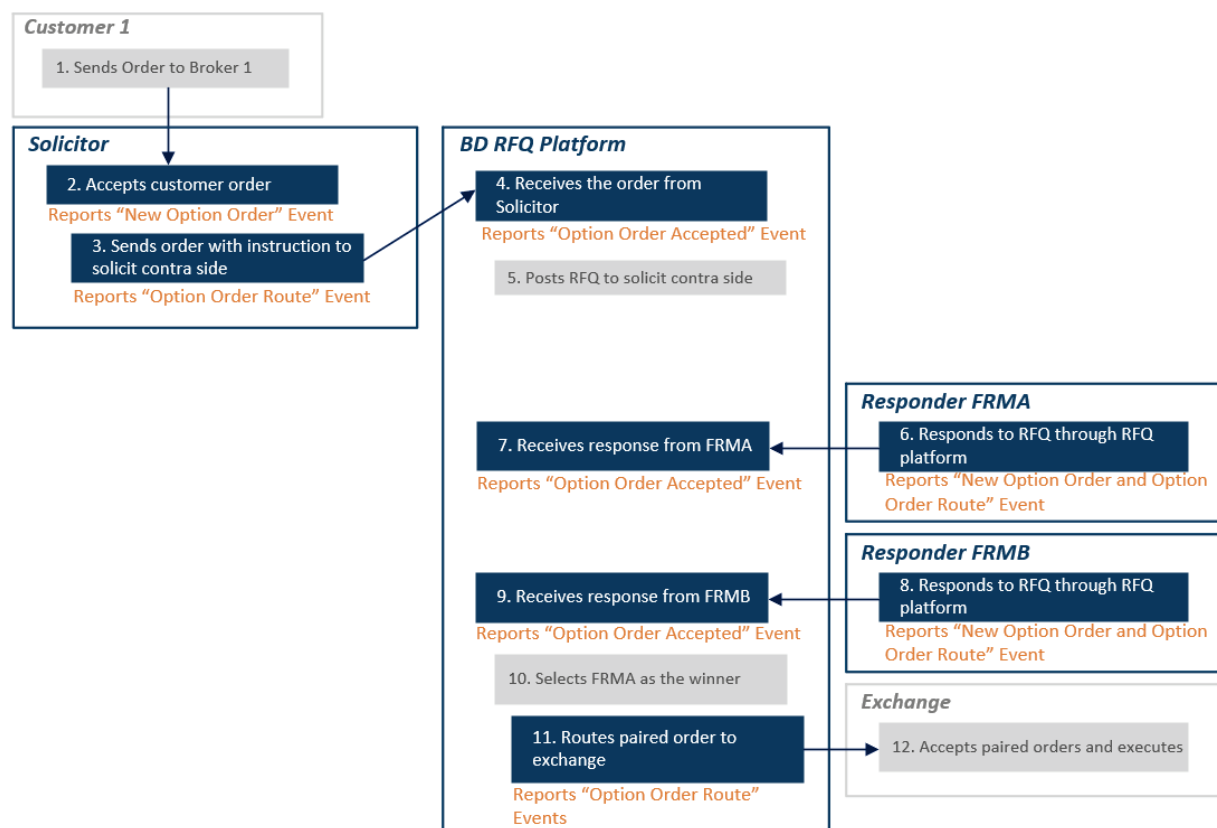 Customer 1
1. Sends Order to Broker 1
Solicitor
2. Accepts customer order
Reports “New Option Order” Event
3. Sends order with instruction to
solicit contra side
Reports “Option Order Route” Event
BD RFQ Platform
4. Receives the order from
Solicitor
Reports “Option Order Accepted” Event
5. Posts RFQ to solicit contra side
Responder FRMA
6. Responds to RFQ through RFQ
platform
Reports “New Option Order and Option
Order Route” Event
7. Receives response from FRMA
Reports “Option Order Accepted” Event
Responder FRMB
8. Responds to RFQ through RFQ
platform
Reports “New Option Order and Option
Order Route” Event
9. Receives response from FRMB
Reports “Option Order Accepted” Event
10. Selects FRMA as the winner
11. Routes paired order to
exchange
Reports “Option Order Route”
Events
Exchange
12. Accepts paired orders and executes